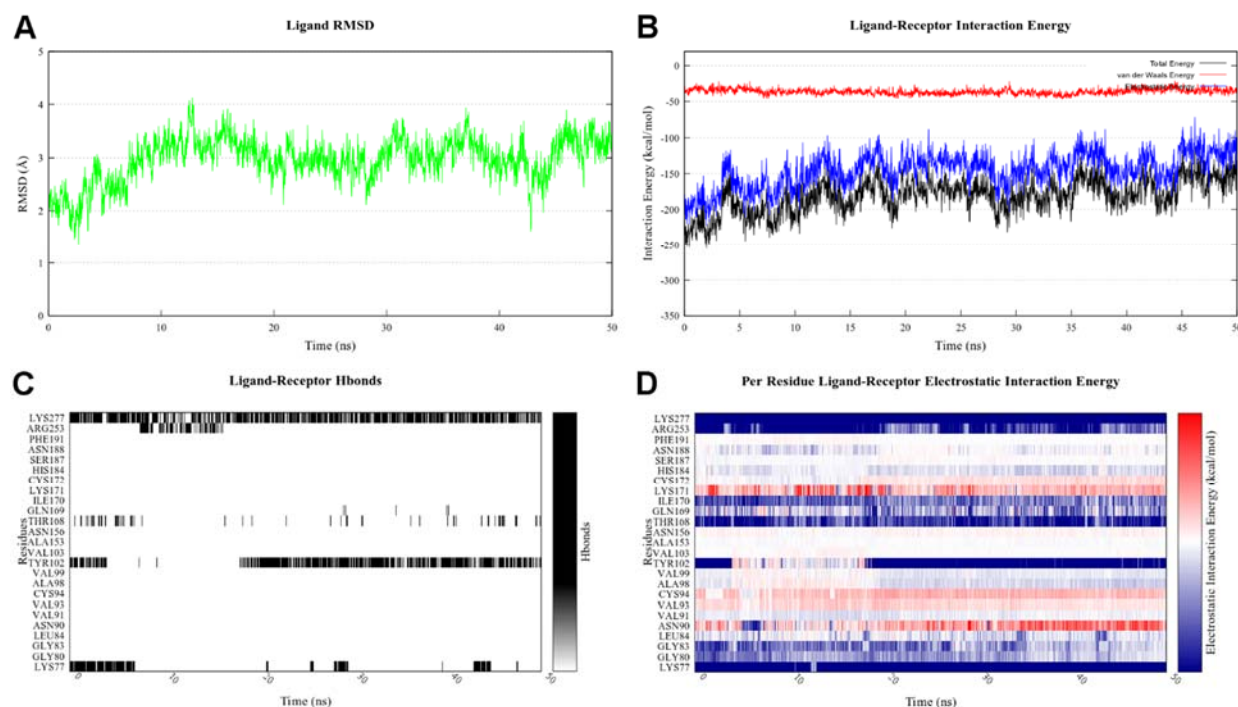 A
Ligand RMSD
5
4
3
2
1
0
RMSD (Å)
0 10 20 30 40 50
Time (ns)
B
Ligand-Receptor Interaction Energy
Total Energy
van der Waals Energy
0
-50
-100
-150
-200
-250
-300
-350
Interaction Energy (kcal/mol)
0 5 10 15 20 25 30 35 40 45 50
Time (ns)
C
Ligand-Receptor Hbonds
LYS277
ARG253
PHE191
ASN188
SER187
HIS184
CYS172
LYS171
ILE170
GLN169
THR168
ASN156
ALA153
VAL103
TYR102
VAL99
ALA98
CYS94
VAL93
VAL91
ASN90
LEU84
GLY83
GLY80
LYS77
Residues
0 10 20 30 40 50
Time (ns)
Hbonds
D
Per Residue Ligand-Receptor Electrostatic Interaction Energy
LYS277
ARG253
PHE191
ASN188
SER187
HIS184
CYS172
LYS171
ILE170
GLN169
THR168
ASN156
ALA153
VAL103
TYR102
VAL99
ALA98
CYS94
VAL93
VAL91
ASN90
LEU84
GLY83
GLY80
LYS77
Residues
0 10 20 30 40 50
Time (ns)
Electrostatic Interaction Energy (kcal/mol)